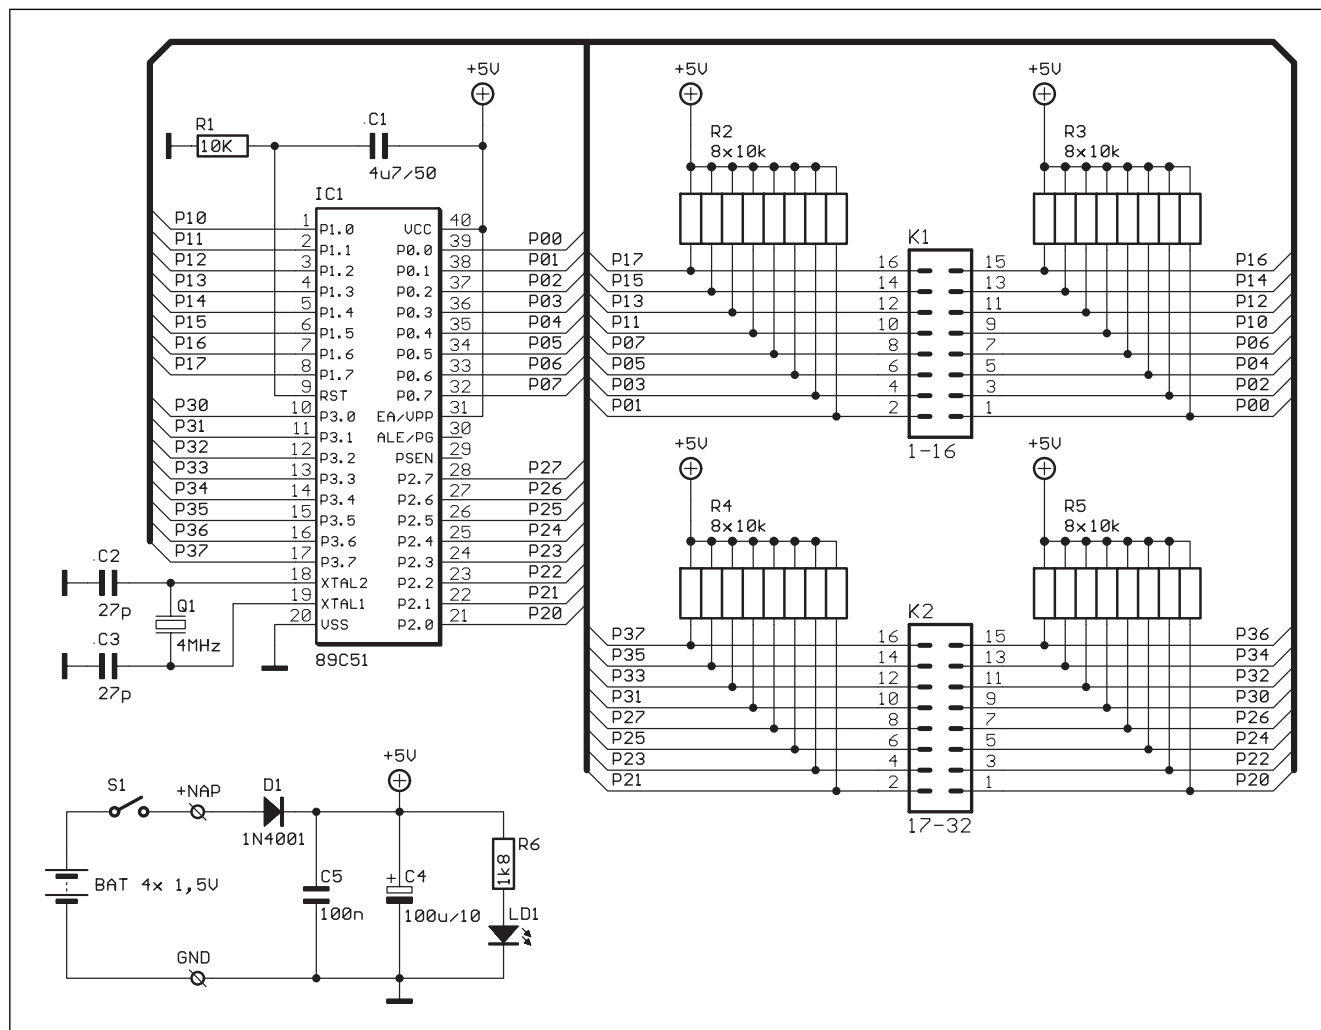 +5V
+5V
+5V
R1
10K
.C1
4u7/50
R2
8x10k
R3
8x10k
IC1
P10 1 P1.0 VCC 40
P11 2 P1.1 P0.0 39 P00
P12 3 P1.2 P0.1 38 P01
P13 4 P1.3 P0.2 37 P02
P14 5 P1.4 P0.3 36 P03
P15 6 P1.5 P0.4 35 P04
P16 7 P1.6 P0.5 34 P05
P17 8 P1.7 P0.6 33 P06
9 RST P0.7 32 P07
P30 10 P3.0 EA/VPP 31
P31 11 P3.1 ALE/PG 30
P32 12 P3.2 PSEN 29
P33 13 P3.3 P2.7 28 P27
P34 14 P3.4 P2.6 27 P26
P35 15 P3.5 P2.5 26 P25
P36 16 P3.6 P2.4 25 P24
P37 17 P3.7 P2.3 24 P23
18 XTAL2 P2.2 23 P22
19 XTAL1 P2.1 22 P21
20 VSS P2.0 21 P20
89C51
K1
P17 16 15 P16
P15 14 13 P14
P13 12 11 P12
P11 10 9 P10
P07 8 7 P06
P05 6 5 P04
P03 4 3 P02
P01 2 1 P00
1-16
+5V
+5V
R4
8x10k
R5
8x10k
K2
P37 16 15 P36
P35 14 13 P34
P33 12 11 P32
P31 10 9 P30
P27 8 7 P26
P25 6 5 P24
P23 4 3 P22
P21 2 1 P20
17-32
.C2
27p
Q1
4MHz
.C3
27p
+5V
S1
+NAP
D1
1N4001
BAT 4x 1,5V
C5
100n
+
C4
100u/10
R6
1k8
LD1
GND